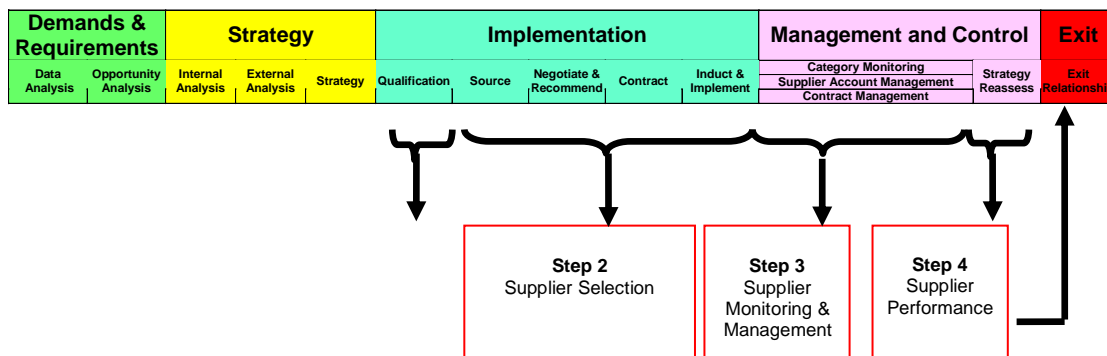 Demands &
Requirements
Strategy
Implementation
Management and Control
Exit
Data
Analysis
Opportunity
Analysis
Internal
Analysis
External
Analysis
Strategy
Qualification
Source
Negotiate &
Recommend
Contract
Induct &
Implement
Category Monitoring
Supplier Account Management
Contract Management
Strategy
Reassess
Exit
Relationshi
Step 2
Supplier Selection
Step 3
Supplier
Monitoring &
Management
Step 4
Supplier
Performance